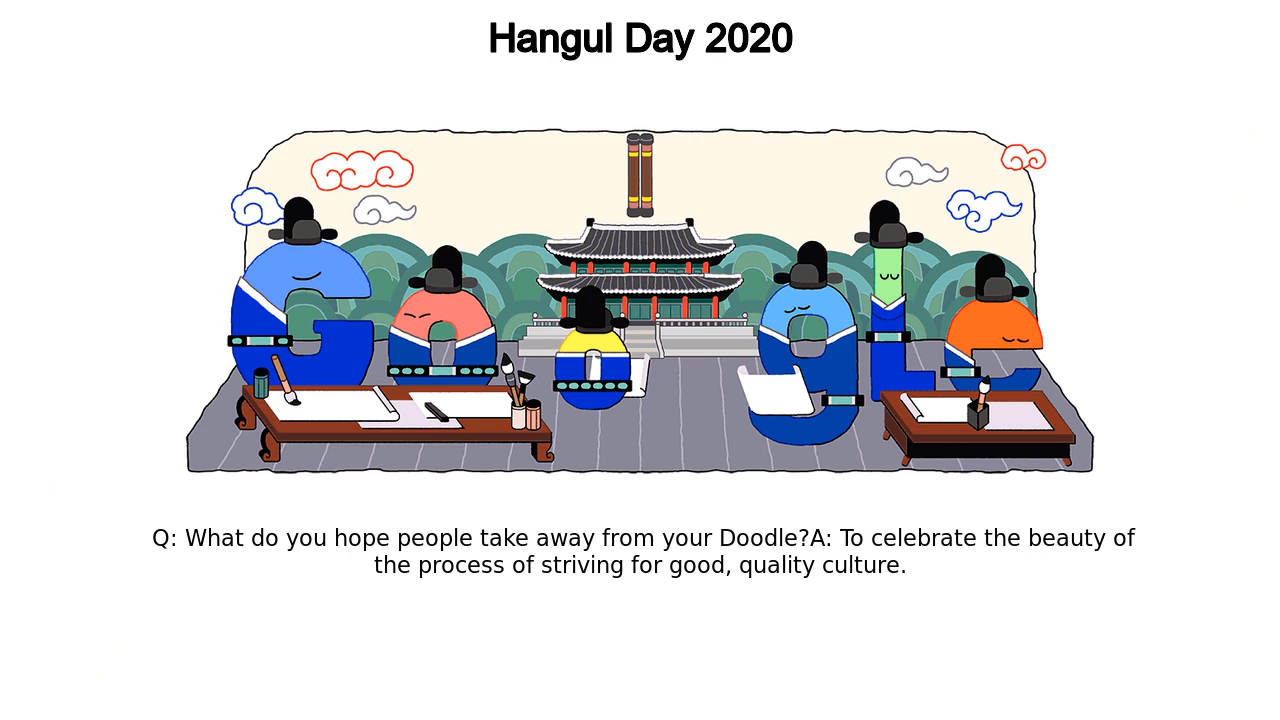 Hangul Day 2020
Google
Q: What do you hope people take away from your Doodle?A: To celebrate the beauty of
the process of striving for good, quality culture.